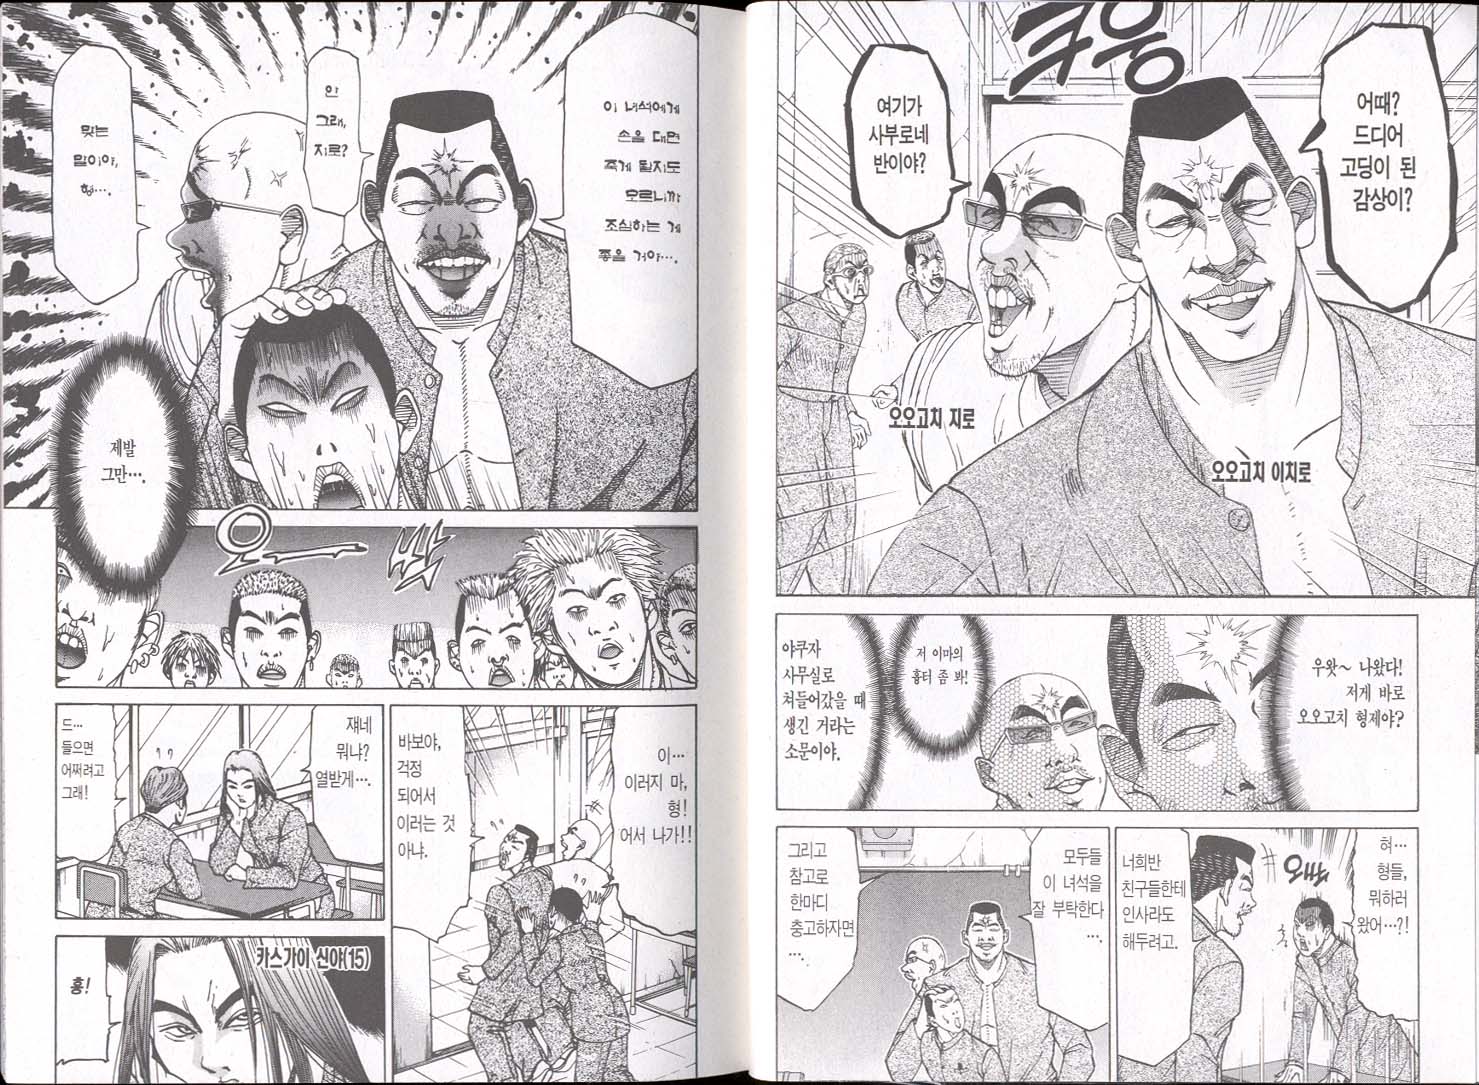 쿠웅
어때?
드디어
고딩이 된
감상이?
여기가
사부로네
반이야?
오오고치 지로
오오고치 이치로
우왓~ 나왔다!
저게 바로
오오고치 형제야?
저 이마의
흉터 좀 봐!
야쿠자
사무실로
쳐들어갔을 때
생긴 거라는
소문이야.
혀…
형들,
뭐하러
왔어…?!
너희반
친구들한테
인사라도
해두려고.
모두들
이 녀석을
잘 부탁한다
….
그리고
참고로
한마디
충고하자면
….
이 녀석에게
손을 대면
죽게 될지도
모르니까
조심하는 게
좋을 거야….
안
그래,
지로?
맞는
말이야,
형….
제발
그만….
오—싹
이…
이러지 마,
형!
어서 나가!!
바보야,
걱정
되어서
이러는 것
아냐.
쟤네
뭐냐?
열받게….
드…
들으면
어쩌려고
그래!
카스가이 신야(15)
흥!